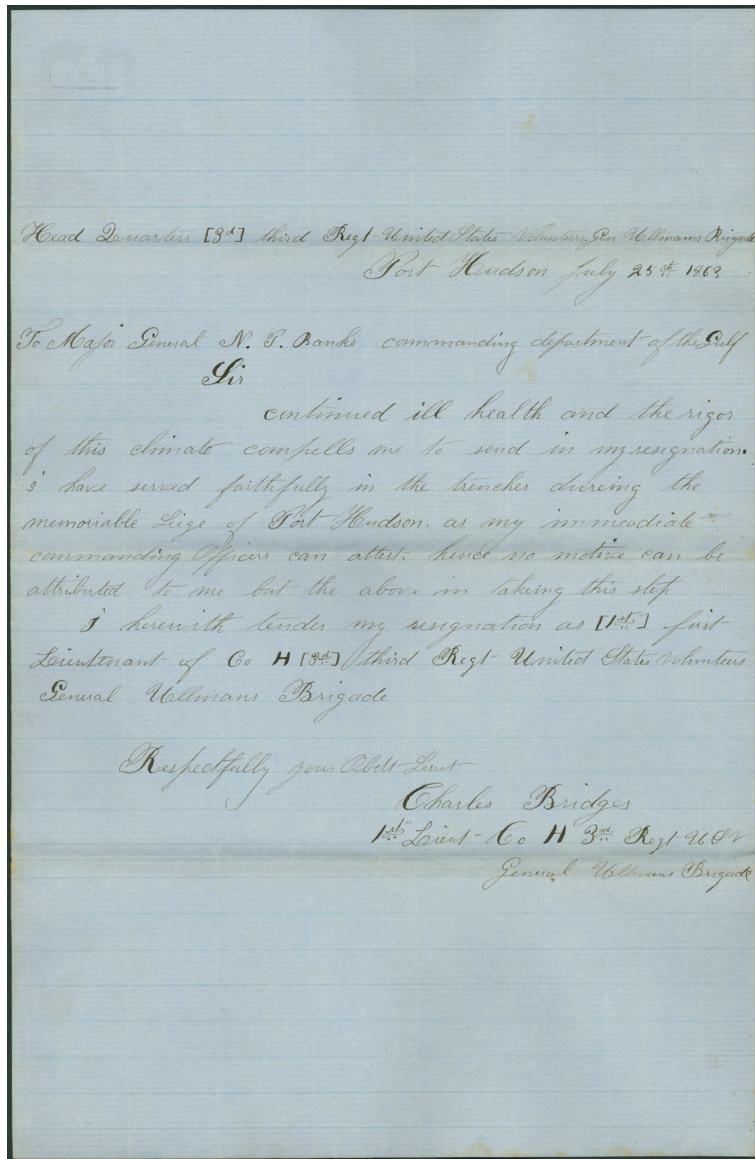 Head Quarters [3d] third Regt - United States Volunters. Gen Ullmans Brigade
Port Hudson July 25th 1863
To Major General N. P. Banks commanding department of the Gulf
Sir
continued ill health and the rigor
of this climate compells me to send in my resignation.
I have served faithfully in the trenches dureing the
memoriable Siege of Port Hudson. as my immediate
commanding Officers can attest. hence no motive can be
attributed to me but the above in taking this step
I herewith tender my resignation as [1st] first
Lieutenant of Co H [3d] third Regt United States Volunteers
General Ullmans Brigade
Respectfully your Obdt Servt
Charles Bridges
1st Lieut - Co H 3rd Regt U S V
General Ullmans Brigade